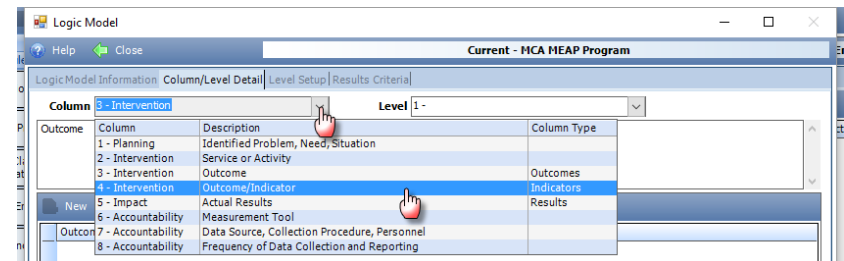 Logic Model
Help Close Current - MCA MEAP Program
Logic Model Information Column/Level Detail Level Setup Results Criteria
Column 3 - Intervention Level 1 -
Outcome
Column Description Column Type
1 - Planning Identified Problem, Need, Situation
2 - Intervention Service or Activity
3 - Intervention Outcome Outcomes
4 - Intervention Outcome/Indicator Indicators
5 - Impact Actual Results Results
6 - Accountability Measurement Tool
7 - Accountability Data Source, Collection Procedure, Personnel
8 - Accountability Frequency of Data Collection and Reporting
New
Outcon